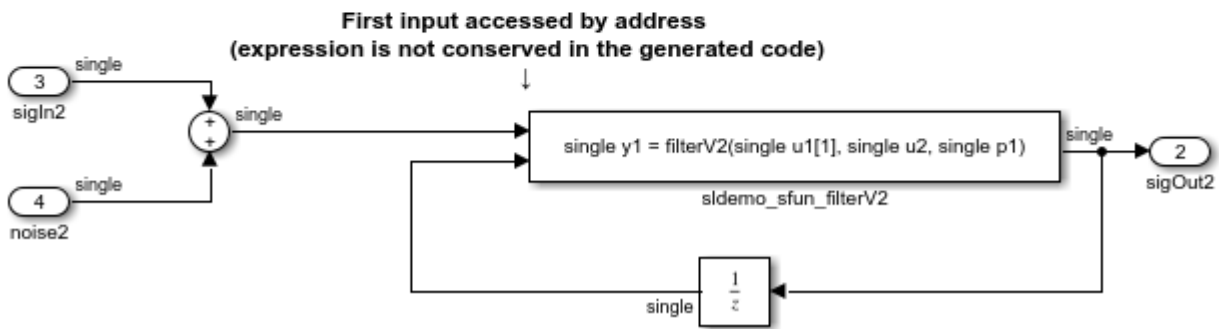 First input accessed by address
(expression is not conserved in the generated code)
↓
single
3
sigIn2
+
+
single
single
4
noise2
single y1 = filterV2(single u1[1], single u2, single p1)
sldemo_sfun_filterV2
single
2
sigOut2
1
z
single